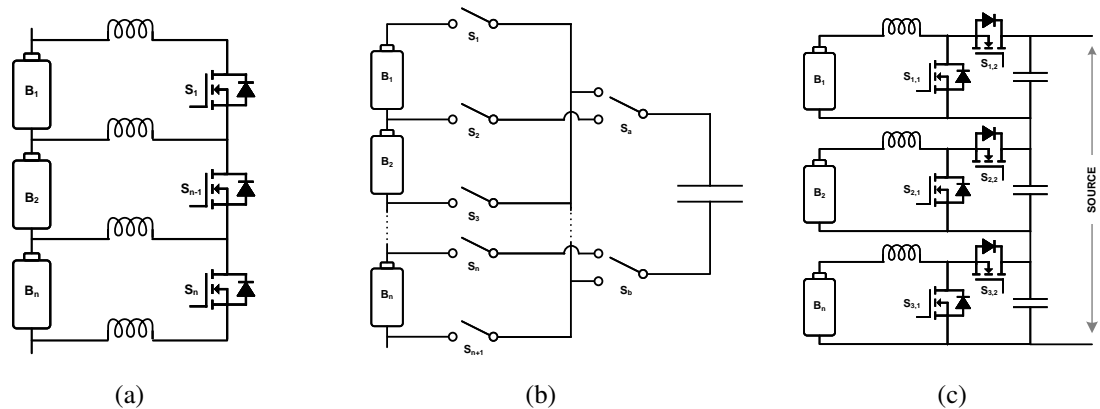 B1
B2
Bn
S1
Sn-1
Sn
(a)
B1
B2
Bn
S1
S2
S3
Sn
Sn+1
Sa
Sb
(b)
B1
B2
Bn
S1,1
S1,2
S2,1
S2,2
S3,1
S3,2
SOURCE
(c)